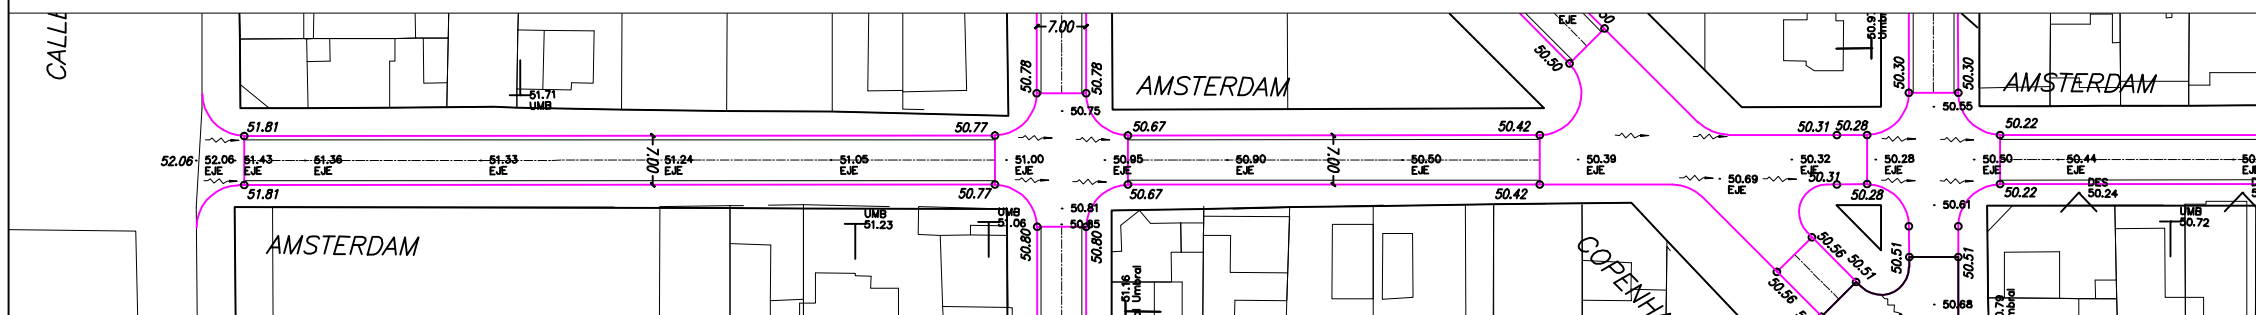 CALLE
7.00
EJE
50.78
50.78
50.50
50.30
50.30
AMSTERDAM
AMSTERDAM
51.71
UMB
50.75
50.55
51.81
50.77
50.67
50.42
50.31
50.28
50.22
52.06
52.06
EJE
51.43
EJE
51.36
EJE
51.33
EJE
7.00
51.24
EJE
51.05
EJE
51.00
EJE
50.95
EJE
50.90
EJE
7.00
50.50
EJE
50.39
EJE
50.32
EJE
50.28
EJE
50.50
EJE
50.44
EJE
50.69
EJE
50.31
51.81
50.77
50.67
50.42
50.28
50.22
DES
50.24
UMB
51.23
UMB
51.06
50.81
50.85
50.61
UMB
50.72
50.80
50.80
AMSTERDAM
COPENH
50.56
50.51
50.51
50.51
50.56
51.16
Umbral
50.68